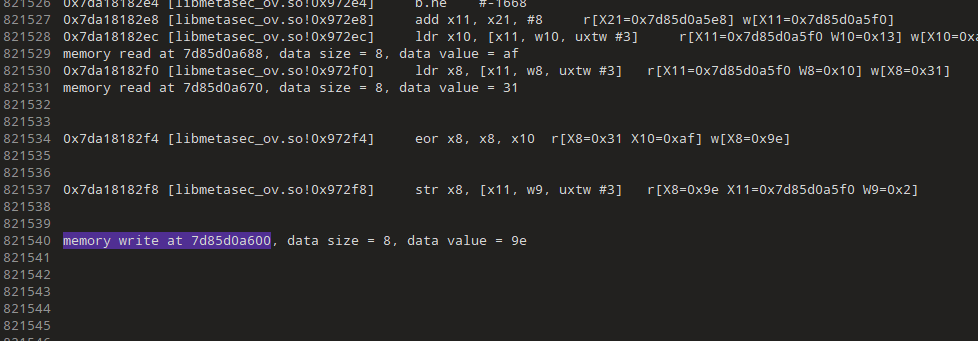 821526 0x7da18182e4 [libmetasec_ov.so!0x972e4] b.ne #-1668
821527 0x7da18182e8 [libmetasec_ov.so!0x972e8] add x11, x21, #8 r[X21=0x7d85d0a5e8] w[X11=0x7d85d0a5f0]
821528 0x7da18182ec [libmetasec_ov.so!0x972ec] ldr x10, [x11, w10, uxtw #3] r[X11=0x7d85d0a5f0 W10=0x13] w[X10=0xa
821529 memory read at 7d85d0a688, data size = 8, data value = af
821530 0x7da18182f0 [libmetasec_ov.so!0x972f0] ldr x8, [x11, w8, uxtw #3] r[X11=0x7d85d0a5f0 W8=0x10] w[X8=0x31]
821531 memory read at 7d85d0a670, data size = 8, data value = 31
821532
821533
821534 0x7da18182f4 [libmetasec_ov.so!0x972f4] eor x8, x8, x10 r[X8=0x31 X10=0xaf] w[X8=0x9e]
821535
821536
821537 0x7da18182f8 [libmetasec_ov.so!0x972f8] str x8, [x11, w9, uxtw #3] r[X8=0x9e X11=0x7d85d0a5f0 W9=0x2]
821538
821539
821540 memory write at 7d85d0a600, data size = 8, data value = 9e
821541
821542
821543
821544
821545